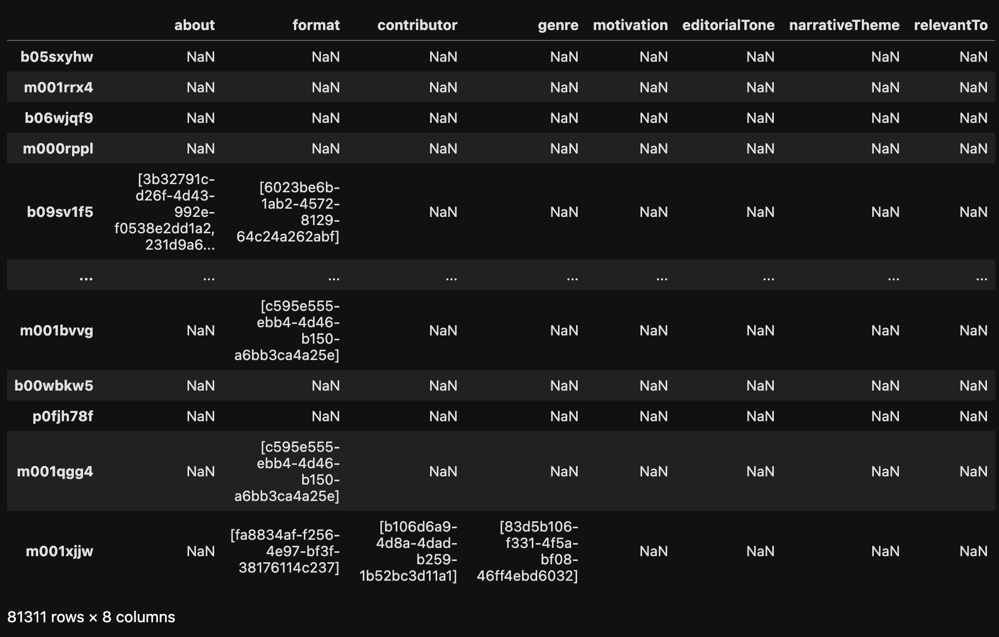 about format contributor genre motivation editorialTone narrativeTheme relevantTo
b05sxyhw NaN NaN NaN NaN NaN NaN NaN NaN
m001rrx4 NaN NaN NaN NaN NaN NaN NaN NaN
b06wjqf9 NaN NaN NaN NaN NaN NaN NaN NaN
m000rppl NaN NaN NaN NaN NaN NaN NaN NaN
b09sv1f5
[3b32791c-
d26f-4d43-
992e-
f0538e2dd1a2,
231d9a6...
[6023be6b-
1ab2-4572-
8129-
64c24a262abf]
NaN NaN NaN NaN NaN NaN
... ... ... ... ... ... ... ... ...
m001bvvg NaN
[c595e555-
ebb4-4d46-
b150-
a6bb3ca4a25e]
NaN NaN NaN NaN NaN NaN
b00wbkw5 NaN NaN NaN NaN NaN NaN NaN NaN
p0fjh78f NaN NaN NaN NaN NaN NaN NaN NaN
m001qgg4 NaN
[c595e555-
ebb4-4d46-
b150-
a6bb3ca4a25e]
NaN NaN NaN NaN NaN NaN
m001xjjw NaN
[fa8834af-f256-
4e97-bf3f-
38176114c237]
[b106d6a9-
4d8a-4dad-
b259-
1b52bc3d11a1]
[83d5b106-
f331-4f5a-
bf08-
46ff4ebd6032]
NaN NaN NaN NaN
81311 rows × 8 columns